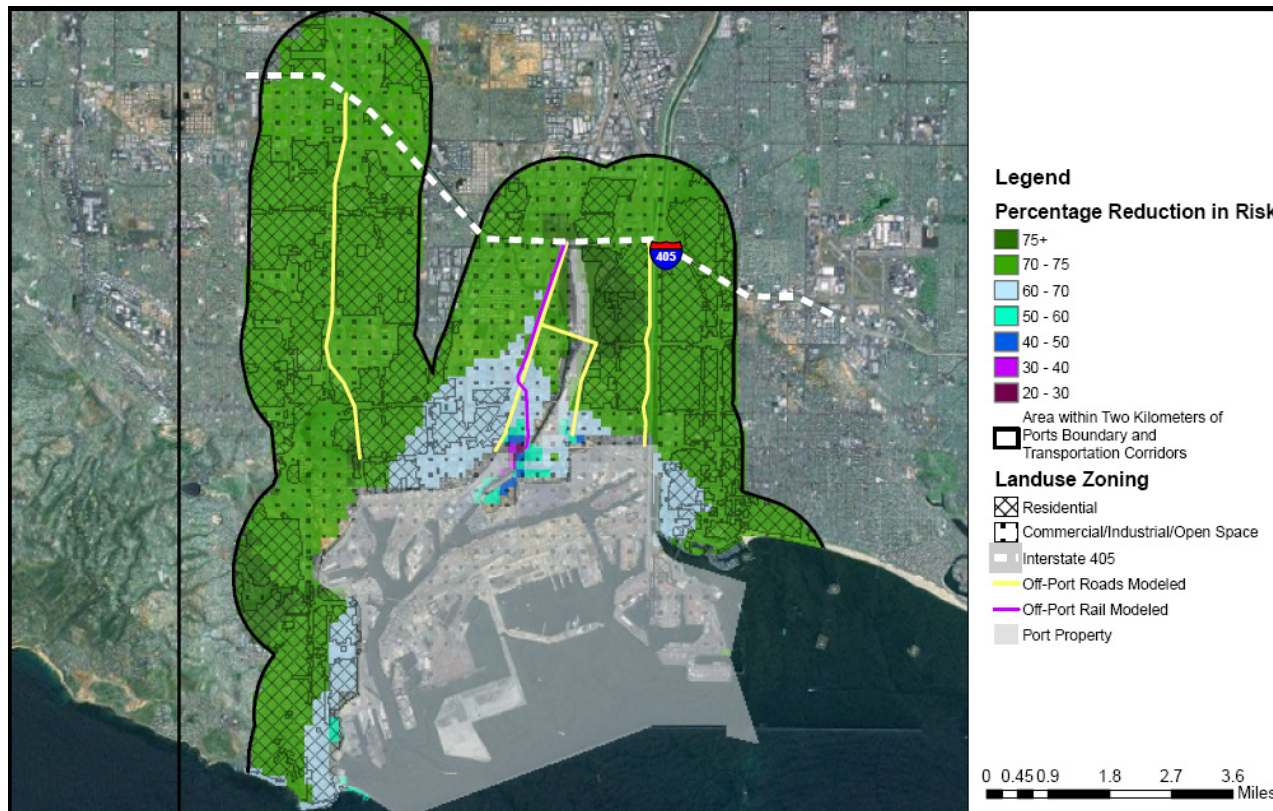 405
Legend
Percentage Reduction in Risk
75+
70 - 75
60 - 70
50 - 60
40 - 50
30 - 40
20 - 30
Area within Two Kilometers of
Ports Boundary and
Transportation Corridors
Landuse Zoning
Residential
Commercial/Industrial/Open Space
Interstate 405
Off-Port Roads Modeled
Off-Port Rail Modeled
Port Property
0 0.45 0.9 1.8 2.7 3.6
Miles